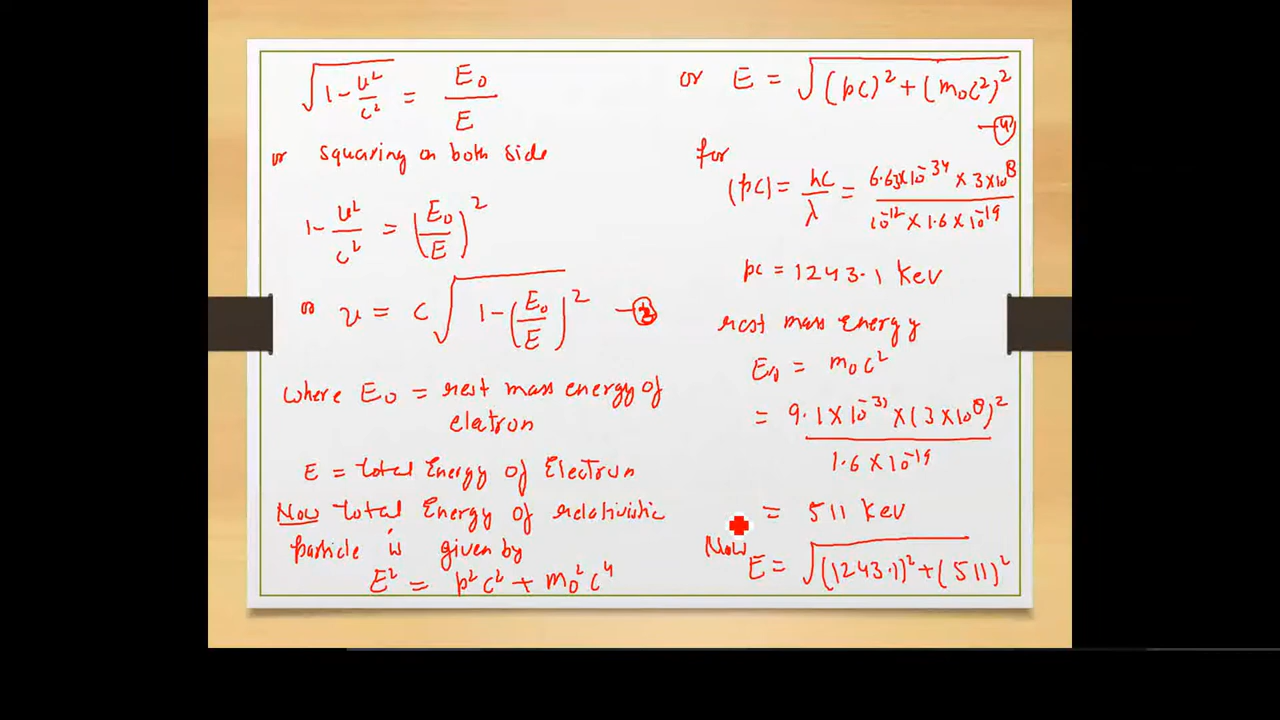 √(1 - u²/c²) = E₀/E
or squaring on both side
1 - u²/c² = (E₀/E)²
or v = c√(1 - (E₀/E)²) — ②
where E₀ = rest mass energy of
elatron
E = total Energy of Electron
Now total Energy of relativistic
particle is given by
E² = p²c² + m₀²c⁴
or E = √((pc)² + (m₀c²)²)
— ④
for
(pc) = hc/λ = (6.63×10⁻³⁴ × 3×10⁸)/(10⁻¹² × 1.6×10⁻¹⁹)
pc = 1243.1 Kev
rest mass Energy
E₀ = m₀c²
= (9.1×10⁻³¹ × (3×10⁸)²)/(1.6×10⁻¹⁹)
= 511 Kev
Now E = √((1243.1)² + (511)²)